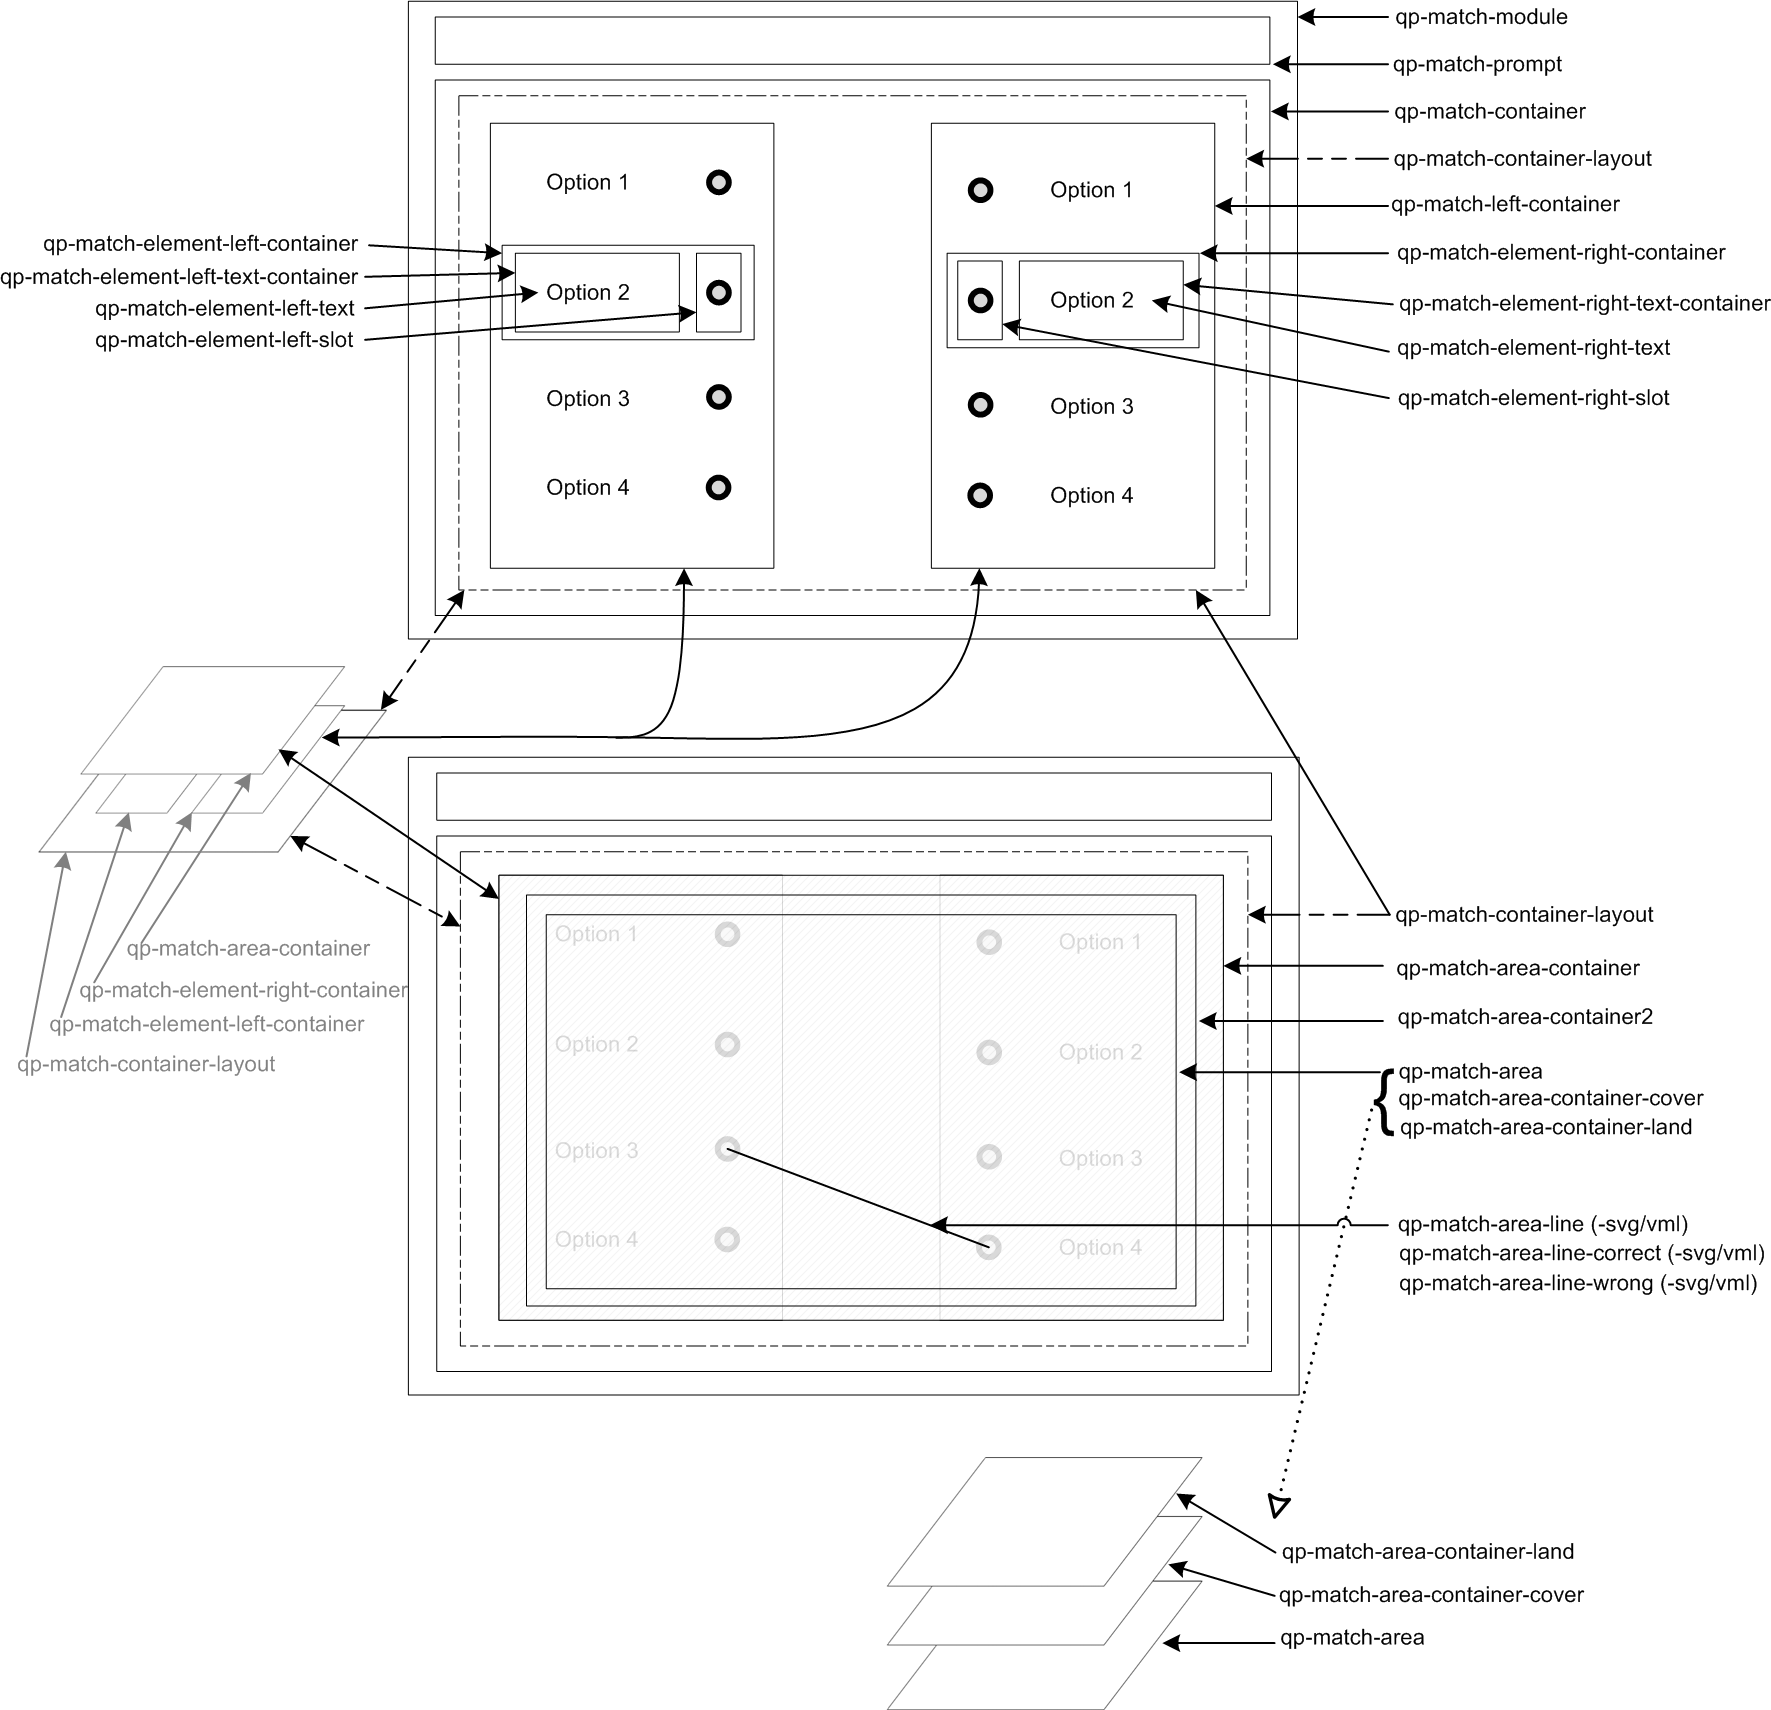 qp-match-module
qp-match-prompt
qp-match-container
qp-match-container-layout
qp-match-left-container
qp-match-element-right-container
qp-match-element-right-text-container
qp-match-element-right-text
qp-match-element-right-slot
qp-match-element-left-container
qp-match-element-left-text-container
qp-match-element-left-text
qp-match-element-left-slot
Option 1
Option 2
Option 3
Option 4
Option 1
Option 2
Option 3
Option 4
qp-match-area-container
qp-match-element-right-container
qp-match-element-left-container
qp-match-container-layout
Option 1
Option 2
Option 3
Option 4
Option 1
Option 2
Option 3
Option 4
qp-match-container-layout
qp-match-area-container
qp-match-area-container2
qp-match-area
qp-match-area-container-cover
qp-match-area-container-land
qp-match-area-line (-svg/vml)
qp-match-area-line-correct (-svg/vml)
qp-match-area-line-wrong (-svg/vml)
qp-match-area-container-land
qp-match-area-container-cover
qp-match-area